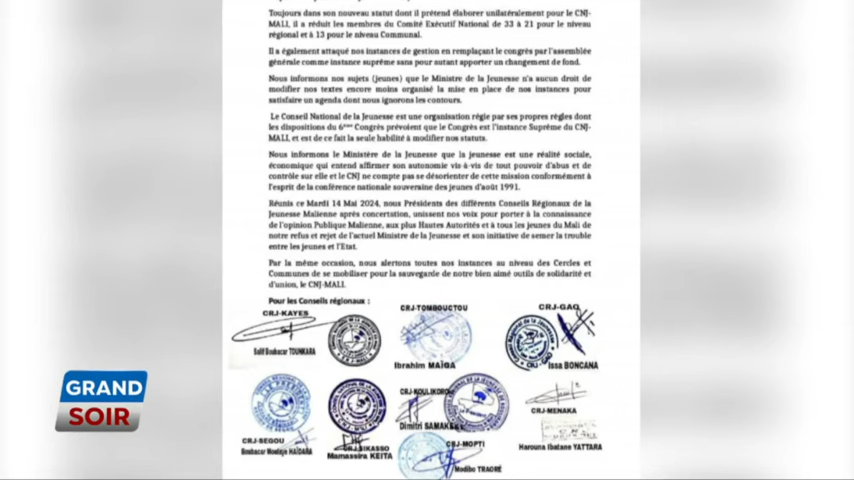 Toujours dans son nouveau statut dont il prétend élaborer unilatéralement pour le CNJ-
MALI, il a réduit les membres du Comité Exécutif National de 33 à 21 pour le niveau
régional et à 13 pour le niveau Communal.
Il a également attaqué nos instances de gestion en remplaçant le congrès par l'assemblée
générale comme instance suprême sans pour autant apporter un changement de fond.
Nous informons nos sujets (jeunes) que le Ministre de la Jeunesse n'a aucun droit de
modifier nos textes encore moins organisé la mise en place de nos instances pour
satisfaire un agenda dont nous ignorons les contours.
Le Conseil National de la Jeunesse est une organisation régie par ses propres règles dont
les dispositions du 6ème Congrès prévoient que le Congrès est l'instance Suprême du CNJ-
MALI, et est de ce fait la seule habilité à modifier nos statuts.
Nous informons le Ministère de la Jeunesse que la jeunesse est une réalité sociale,
économique qui entend affirmer son autonomie vis-à-vis de tout pouvoir d'abus et de
contrôle sur elle et le CNJ ne compte pas se désorienter de cette mission conformément à
l'esprit de la conférence nationale souveraine des jeunes d'août 1991.
Réunis ce Mardi 14 Mai 2024, nous Présidents des différents Conseils Régionaux de la
Jeunesse Malienne après concertation, unissent nos voix pour porter à la connaissance
de l'opinion Publique Malienne, aux plus Hautes Autorités et à tous les jeunes du Mali de
notre refus et rejet de l'actuel Ministre de la Jeunesse et son initiative de semer la trouble
entre les jeunes et l'Etat.
Par la même occasion, nous alertons toutes nos instances au niveau des Cercles et
Communes de se mobiliser pour la sauvegarde de notre bien aimé outils de solidarité et
d'union, le CNJ-MALI.
Pour les Conseils régionaux :
CRJ-KAYES
CRJ-TOMBOUCTOU
CRJ-GAO
Salif Boubacar TOUNKARA
Ibrahim MAÏGA
Issa BONCANA
GRAND
SOIR
CRJ-KOULIKORO
Dimitri SAMAKE
CRJ-MENAKA
CRJ-SEGOU
CRJ-SIKASSO
CRJ-MOPTI
Harouna Ibatane YATTARA
HAÏDARA
Mamassira KEITA
Modibo TRAORÉ